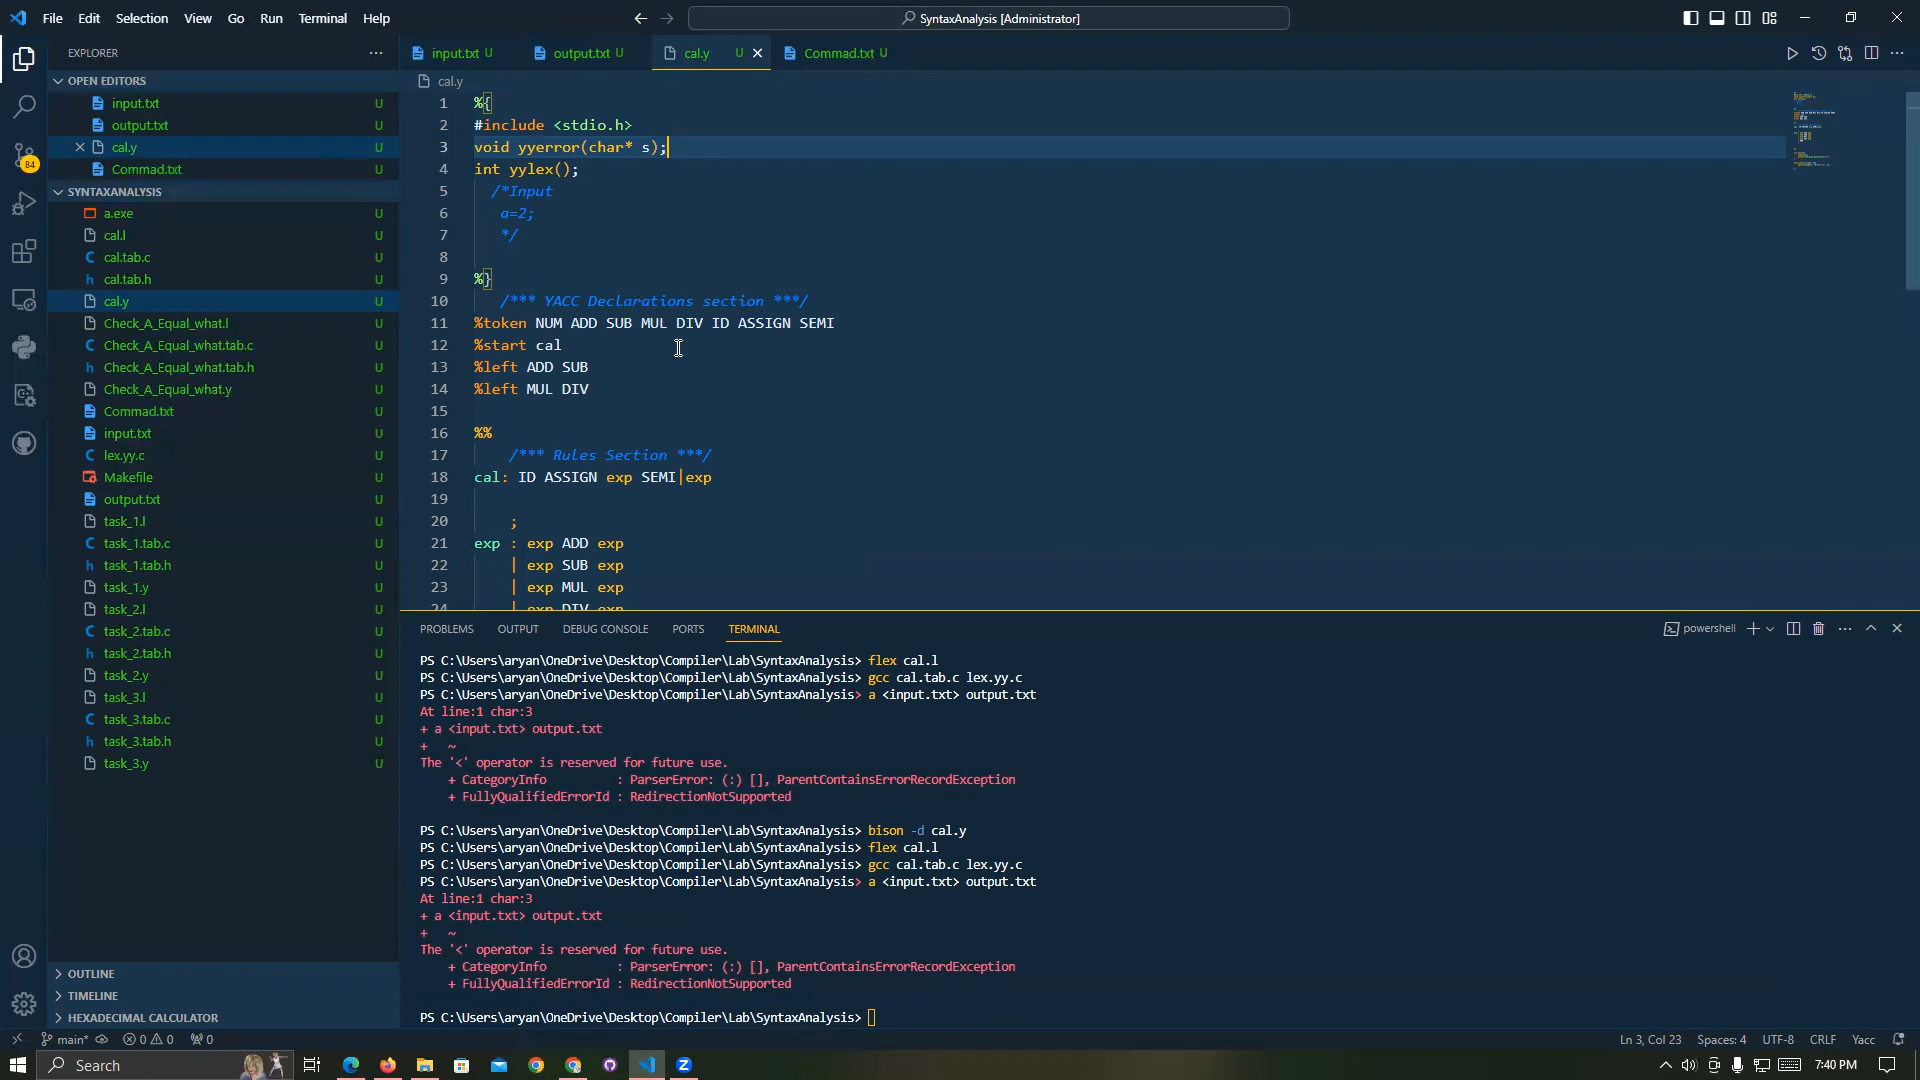 File Edit Selection View Go Run Terminal Help
SyntaxAnalysis [Administrator]
EXPLORER
input.txt U
output.txt U
cal.y U
Commad.txt U
OPEN EDITORS
input.txt U
output.txt U
cal.y U
Commad.txt U
84
SYNTAXANALYSIS
a.exe U
cal.l U
C cal.tab.c U
h cal.tab.h U
cal.y U
Check_A_Equal_what.l U
C Check_A_Equal_what.tab.c U
h Check_A_Equal_what.tab.h U
Check_A_Equal_what.y U
Commad.txt U
input.txt U
C lex.yy.c U
Makefile U
output.txt U
task_1.l U
C task_1.tab.c U
h task_1.tab.h U
task_1.y U
task_2.l U
C task_2.tab.c U
h task_2.tab.h U
task_2.y U
task_3.l U
C task_3.tab.c U
h task_3.tab.h U
task_3.y U
OUTLINE
TIMELINE
HEXADECIMAL CALCULATOR
cal.y
1 %{
2 #include <stdio.h>
3 void yyerror(char* s);
4 int yylex();
5 /*Input
6 a=2;
7 */
8
9 %}
10 /*** YACC Declarations section ***/
11 %token NUM ADD SUB MUL DIV ID ASSIGN SEMI
12 %start cal
13 %left ADD SUB
14 %left MUL DIV
15
16 %%
17 /*** Rules Section ***/
18 cal: ID ASSIGN exp SEMI|exp
19
20 ;
21 exp : exp ADD exp
22 | exp SUB exp
23 | exp MUL exp
24 | exp DIV exp
PROBLEMS OUTPUT DEBUG CONSOLE PORTS TERMINAL
powershell
PS C:\Users\aryan\OneDrive\Desktop\Compiler\Lab\SyntaxAnalysis> flex cal.l
PS C:\Users\aryan\OneDrive\Desktop\Compiler\Lab\SyntaxAnalysis> gcc cal.tab.c lex.yy.c
PS C:\Users\aryan\OneDrive\Desktop\Compiler\Lab\SyntaxAnalysis> a <input.txt> output.txt
At line:1 char:3
+ a <input.txt> output.txt
+   ~
The '<' operator is reserved for future use.
+ CategoryInfo : ParserError: (:) [], ParentContainsErrorRecordException
+ FullyQualifiedErrorId : RedirectionNotSupported
PS C:\Users\aryan\OneDrive\Desktop\Compiler\Lab\SyntaxAnalysis> bison -d cal.y
PS C:\Users\aryan\OneDrive\Desktop\Compiler\Lab\SyntaxAnalysis> flex cal.l
PS C:\Users\aryan\OneDrive\Desktop\Compiler\Lab\SyntaxAnalysis> gcc cal.tab.c lex.yy.c
PS C:\Users\aryan\OneDrive\Desktop\Compiler\Lab\SyntaxAnalysis> a <input.txt> output.txt
At line:1 char:3
+ a <input.txt> output.txt
+   ~
The '<' operator is reserved for future use.
+ CategoryInfo : ParserError: (:) [], ParentContainsErrorRecordException
+ FullyQualifiedErrorId : RedirectionNotSupported
PS C:\Users\aryan\OneDrive\Desktop\Compiler\Lab\SyntaxAnalysis>
main* 0 0 0
Ln 3, Col 23 Spaces: 4 UTF-8 CRLF Yacc
Search
7:40 PM